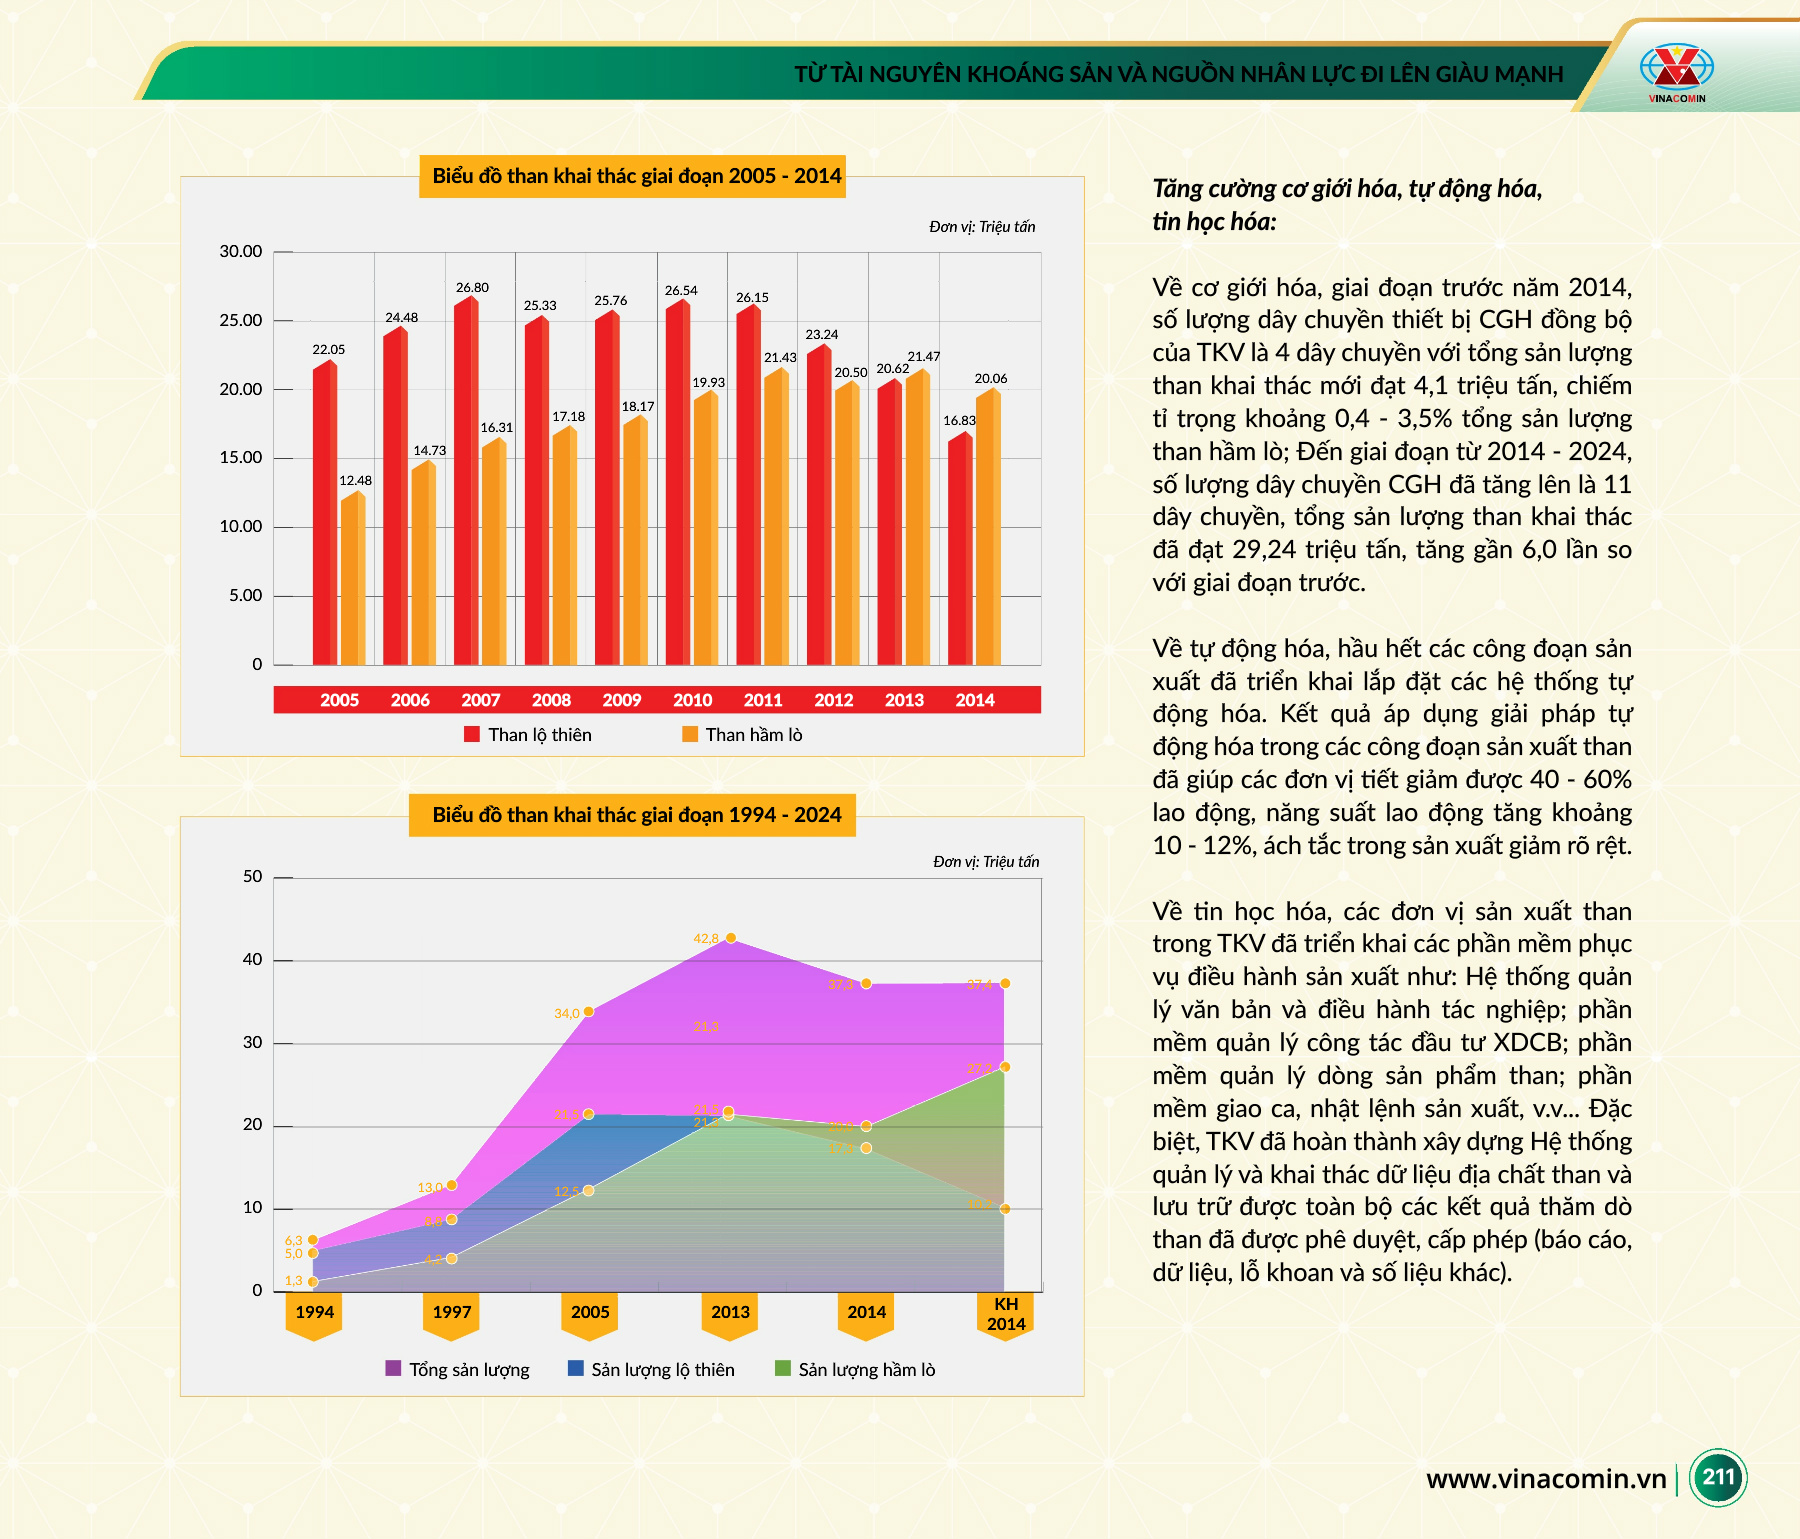 TỪ TÀI NGUYÊN KHOÁNG SẢN VÀ NGUỒN NHÂN LỰC ĐI LÊN GIÀU MẠNH
VINACOMIN
Biểu đồ than khai thác giai đoạn 2005 - 2014
Đơn vị: Triệu tấn
30.00
25.00
20.00
15.00
10.00
5.00
0
22.05
12.48
24.48
14.73
26.80
16.31
25.33
17.18
25.76
18.17
26.54
19.93
26.15
21.43
23.24
20.50
20.62
21.47
16.83
20.06
2005 2006 2007 2008 2009 2010 2011 2012 2013 2014
Than lộ thiên Than hầm lò
Biểu đồ than khai thác giai đoạn 1994 - 2024
Đơn vị: Triệu tấn
50
40
30
20
10
0
6,3
5,0
1,3
13,0
8,8
4,2
34,0
21,5
12,5
42,8
21,3
21,5
37,3
17,3
37,4
27,2
1994 1997 2005 2013 2014 KH
2014
Tổng sản lượng Sản lượng lộ thiên Sản lượng hầm lò
Tăng cường cơ giới hóa, tự động hóa,
tin học hóa:
Về cơ giới hóa, giai đoạn trước năm 2014,
số lượng dây chuyền thiết bị CGH đồng bộ
của TKV là 4 dây chuyền với tổng sản lượng
than khai thác mới đạt 4,1 triệu tấn, chiếm
tỉ trọng khoảng 0,4 - 3,5% tổng sản lượng
than hầm lò; Đến giai đoạn từ 2014 - 2024,
số lượng dây chuyền CGH đã tăng lên là 11
dây chuyền, tổng sản lượng than khai thác
đã đạt 29,24 triệu tấn, tăng gần 6,0 lần so
với giai đoạn trước.
Về tự động hóa, hầu hết các công đoạn sản
xuất đã triển khai lắp đặt các hệ thống tự
động hóa. Kết quả áp dụng giải pháp tự
động hóa trong các công đoạn sản xuất than
đã giúp các đơn vị tiết giảm được 40 - 60%
lao động, năng suất lao động tăng khoảng
10 - 12%, ách tắc trong sản xuất giảm rõ rệt.
Về tin học hóa, các đơn vị sản xuất than
trong TKV đã triển khai các phần mềm phục
vụ điều hành sản xuất như: Hệ thống quản
lý văn bản và điều hành tác nghiệp; phần
mềm quản lý công tác đầu tư XDCB; phần
mềm quản lý dòng sản phẩm than; phần
mềm giao ca, nhật lệnh sản xuất, v.v... Đặc
biệt, TKV đã hoàn thành xây dựng Hệ thống
quản lý và khai thác dữ liệu địa chất than và
lưu trữ được toàn bộ các kết quả thăm dò
than đã được phê duyệt, cấp phép (báo cáo,
dữ liệu, lỗ khoan và số liệu khác).
www.vinacomin.vn 211